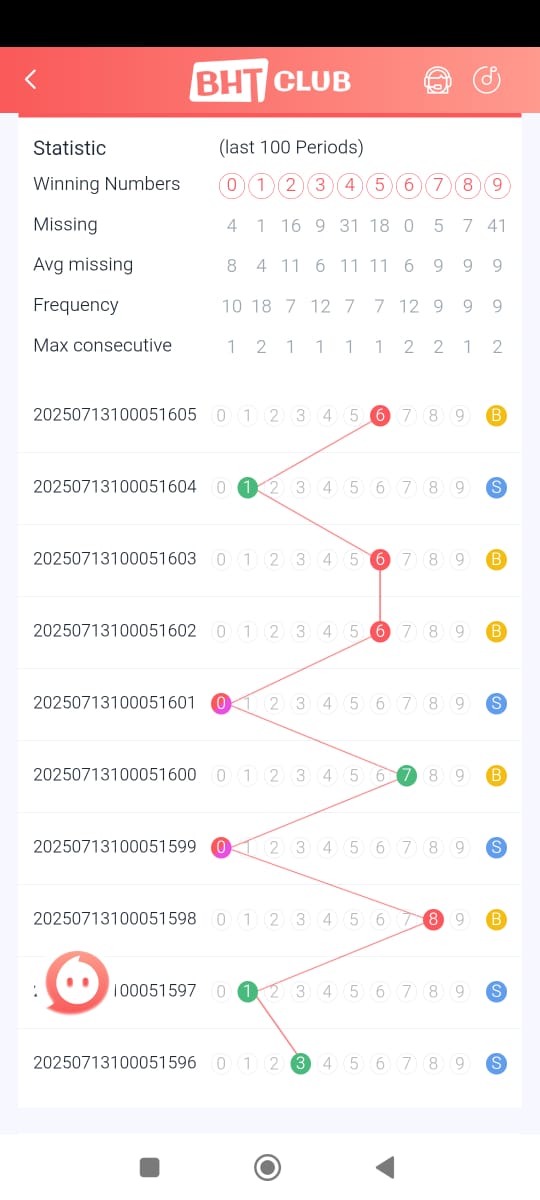 BHT CLUB
Statistic (last 100 Periods)
Winning Numbers 0 1 2 3 4 5 6 7 8 9
Missing 4 1 16 9 31 18 0 5 7 41
Avg missing 8 4 11 6 11 11 6 9 9 9
Frequency 10 18 7 12 7 7 12 9 9 9
Max consecutive 1 2 1 1 1 1 2 2 1 2
20250713100051605 0 1 2 3 4 5 6 7 8 9 B
20250713100051604 0 1 2 3 4 5 6 7 8 9 S
20250713100051603 0 1 2 3 4 5 6 7 8 9 B
20250713100051602 0 1 2 3 4 5 6 7 8 9 B
20250713100051601 0 1 2 3 4 5 6 7 8 9 S
20250713100051600 0 1 2 3 4 5 6 7 8 9 B
20250713100051599 0 1 2 3 4 5 6 7 8 9 S
20250713100051598 0 1 2 3 4 5 6 7 8 9 B
100051597 0 1 2 3 4 5 6 7 8 9 S
20250713100051596 0 1 2 3 4 5 6 7 8 9 S